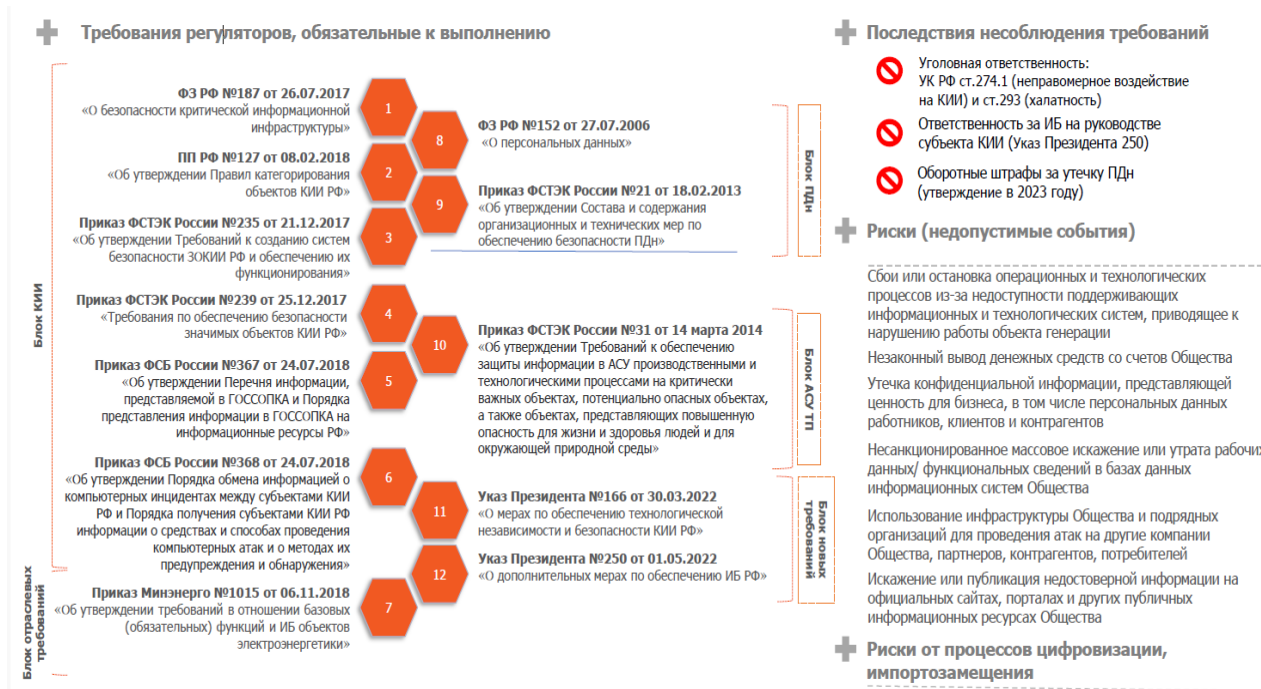 Требования регуляторов, обязательные к выполнению
Блок КИИ
ФЗ РФ №187 от 26.07.2017
«О безопасности критической информационной
инфраструктуры»
1
ПП РФ №127 от 08.02.2018
«Об утверждении Правил категорирования
объектов КИИ РФ»
2
Приказ ФСТЭК России №235 от 21.12.2017
«Об утверждении Требований к созданию систем
безопасности ЗОКИИ РФ и обеспечению их
функционирования»
3
Приказ ФСТЭК России №239 от 25.12.2017
«Требования по обеспечению безопасности
значимых объектов КИИ РФ»
4
Приказ ФСБ России №367 от 24.07.2018
«Об утверждении Перечня информации,
представляемой в ГОССОПКА и Порядка
представления информации в ГОССОПКА на
информационные ресурсы РФ»
5
Приказ ФСБ России №368 от 24.07.2018
«Об утверждении Порядка обмена информацией о
компьютерных инцидентах между субъектами КИИ
РФ и Порядка получения субъектами КИИ РФ
информации о средствах и способах проведения
компьютерных атак и о методах их
предупреждения и обнаружения»
6
Блок отраслевых
требований
Приказ Минэнерго №1015 от 06.11.2018
«Об утверждении требований в отношении базовых
(обязательных) функций и ИБ объектов
электроэнергетики»
7
8
ФЗ РФ №152 от 27.07.2006
«О персональных данных»
9
Приказ ФСТЭК России №21 от 18.02.2013
«Об утверждении Состава и содержания
организационных и технических мер по
обеспечению безопасности ПДн»
Блок ПДн
10
Приказ ФСТЭК России №31 от 14 марта 2014
«Об утверждении Требований к обеспечению
защиты информации в АСУ производственными и
технологическими процессами на критически
важных объектах, потенциально опасных объектах,
а также объектах, представляющих повышенную
опасность для жизни и здоровья людей и для
окружающей природной среды»
Блок АСУ ТП
11
Указ Президента №166 от 30.03.2022
«О мерах по обеспечению технологической
независимости и безопасности КИИ РФ»
12
Указ Президента №250 от 01.05.2022
«О дополнительных мерах по обеспечению ИБ РФ»
Блок новых
требований
Последствия несоблюдения требований
Уголовная ответственность:
УК РФ ст.274.1 (неправомерное воздействие
на КИИ) и ст.293 (халатность)
Ответственность за ИБ на руководстве
субъекта КИИ (Указ Президента 250)
Оборотные штрафы за утечку ПДн
(утверждение в 2023 году)
Риски (недопустимые события)
Сбои или остановка операционных и технологических
процессов из-за недоступности поддерживающих
информационных и технологических систем, приводящее к
нарушению работы объекта генерации
Незаконный вывод денежных средств со счетов Общества
Утечка конфиденциальной информации, представляющей
ценность для бизнеса, в том числе персональных данных
работников, клиентов и контрагентов
Несанкционированное массовое искажение или утрата рабочих
данных/ функциональных сведений в базах данных
информационных систем Общества
Использование инфраструктуры Общества и подрядных
организаций для проведения атак на другие компании
Общества, партнеров, контрагентов, потребителей
Искажение или публикация недостоверной информации на
официальных сайтах, порталах и других публичных
информационных ресурсах Общества
Риски от процессов цифровизации,
импортозамещения